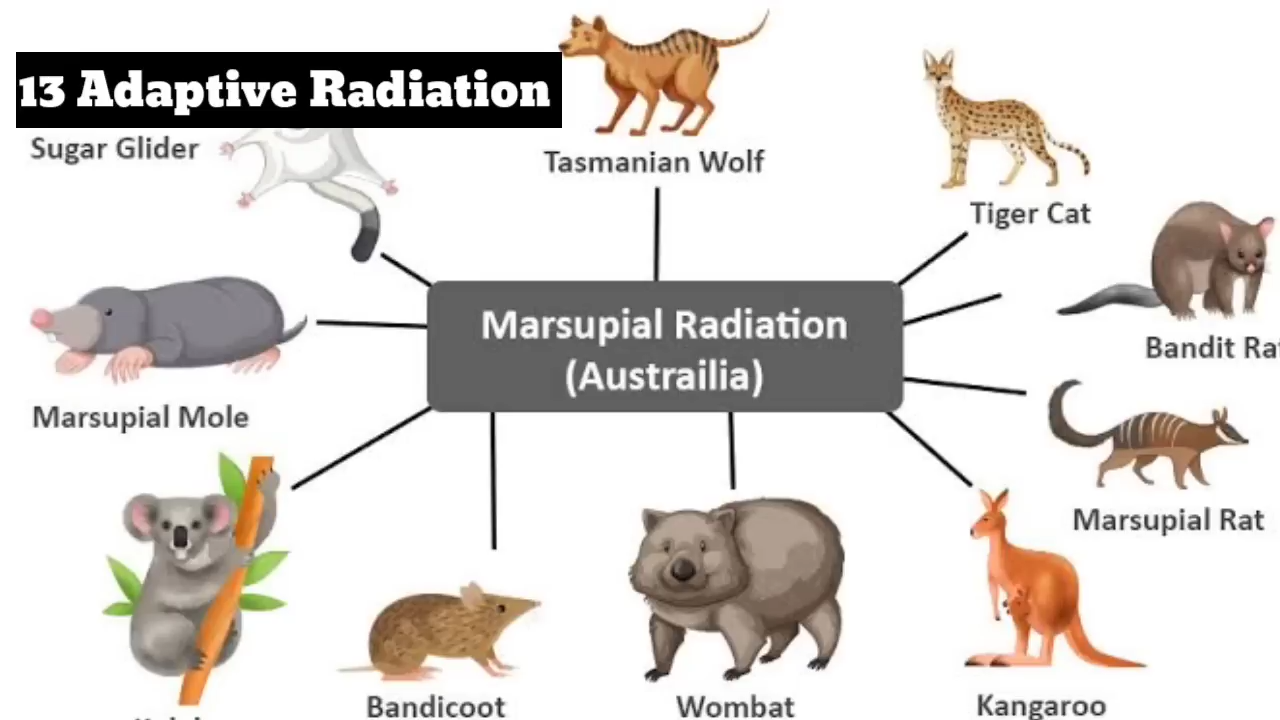 13 Adaptive Radiation
Sugar Glider
Tasmanian Wolf
Tiger Cat
Marsupial Radiation
(Austrailia)
Bandit Ra
Marsupial Mole
Marsupial Rat
Bandicoot
Wombat
Kangaroo